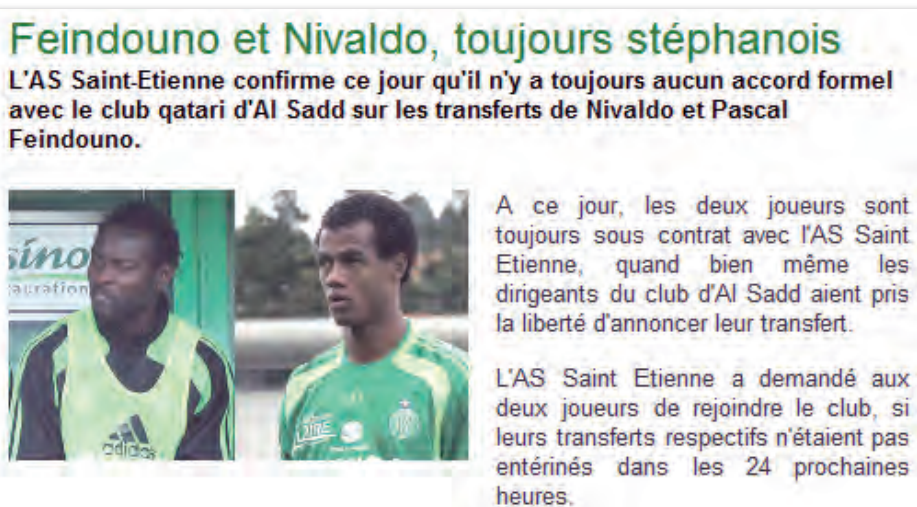 Feindouno et Nivaldo, toujours stéphanois
L'AS Saint-Etienne confirme ce jour qu'il n'y a toujours aucun accord formel
avec le club qatari d'Al Sadd sur les transferts de Nivaldo et Pascal
Feindouno.
sino
auration
adidas
LOIRE
A ce jour, les deux joueurs sont
toujours sous contrat avec l'AS Saint
Etienne, quand bien même les
dirigeants du club d'Al Sadd aient pris
la liberté d'annoncer leur transfert.
L'AS Saint Etienne a demandé aux
deux joueurs de rejoindre le club, si
leurs transferts respectifs n'étaient pas
entérinés dans les 24 prochaines
heures.